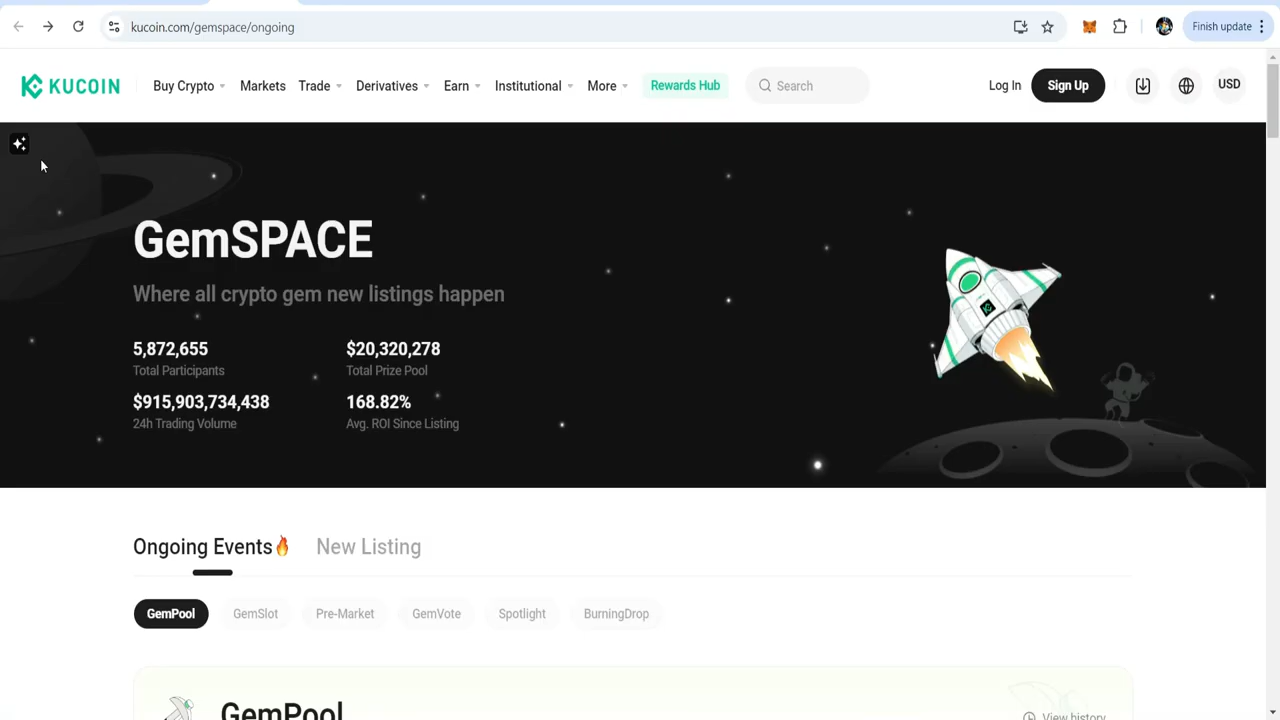 kucoin.com/gemspace/ongoing
Finish update
KUCOIN
Buy Crypto
Markets
Trade
Derivatives
Earn
Institutional
More
Rewards Hub
Search
Log In
Sign Up
USD
GemSPACE
Where all crypto gem new listings happen
5,872,655
$20,320,278
Total Participants
Total Prize Pool
$915,903,734,438
168.82%
24h Trading Volume
Avg. ROI Since Listing
Ongoing Events🔥
New Listing
GemPool
GemSlot
Pre-Market
GemVote
Spotlight
BurningDrop
GemPool
View history